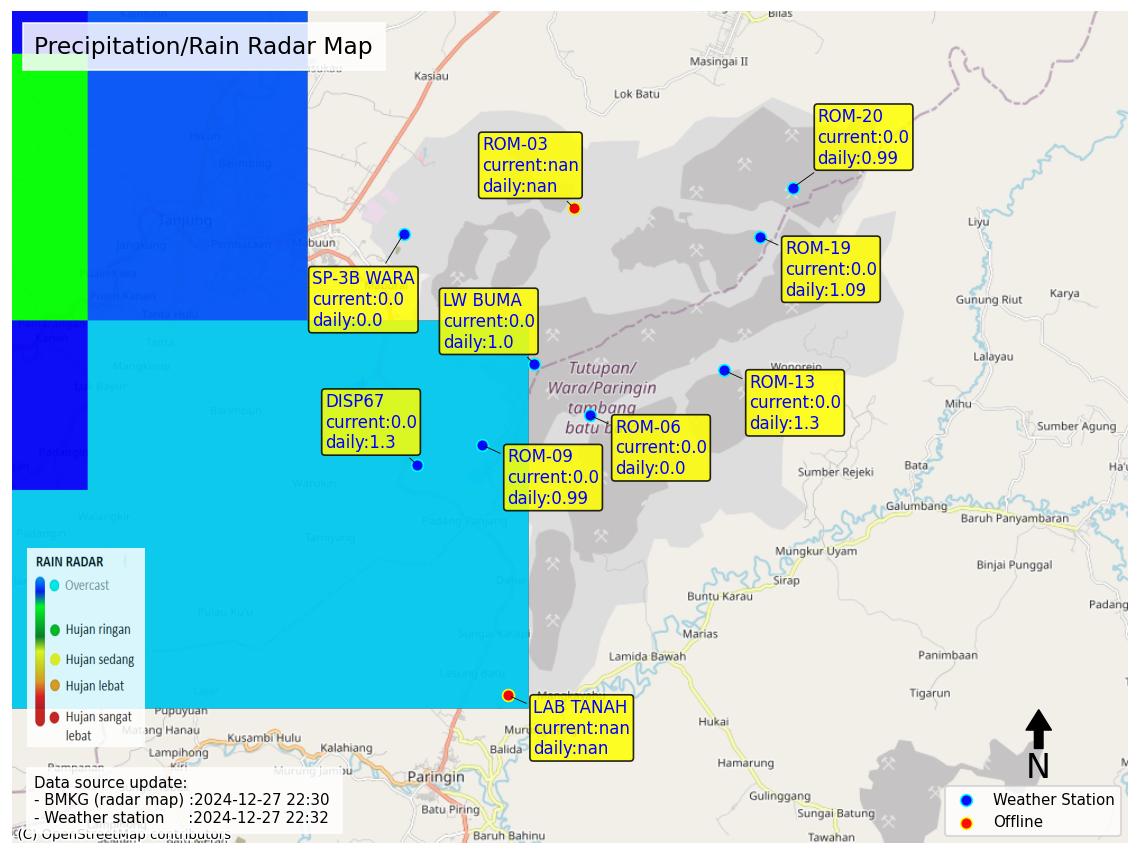 Precipitation/Rain Radar Map
Bilas
Masingai II
Kasiau
Lok Batu
ROM-20
current:0.0
daily:0.99
ROM-03
current:nan
daily:nan
Tanjung
Mabuun
Liyu
ROM-19
current:0.0
daily:1.09
SP-3B WARA
current:0.0
daily:0.0
LW BUMA
current:0.0
daily:1.0
Gunung Riut
Karya
Lalayau
Tutupan/
Wara/Paringin
tambang
Wonorejo
ROM-13
current:0.0
daily:1.3
DISP67
current:0.0
daily:1.3
ROM-06
current:0.0
daily:0.0
ROM-09
current:0.0
daily:0.99
Mihu
Sumber Agung
Sumber Rejeki
Bata
Galumbang
Baruh Panyambaran
Mungkur Uyam
Binjai Punggal
Sirap
Buntu Karau
Padang
Marias
Lamida Bawah
Panimbaan
Tigarun
RAIN RADAR
Overcast
Hujan ringan
Hujan sedang
Hujan lebat
Hujan sangat
lebat
LAB TANAH
current:nan
daily:nan
Pupuyuan
Matang Hanau
Kusambi Hulu
Lampihong
Kalahiang
Murung Jambu
Balida
Paringin
Batu Piring
Baruh Bahinu
Hukai
Hamarung
Gulinggang
Sungai Batung
Tawahan
N
Data source update:
- BMKG (radar map) :2024-12-27 22:30
- Weather station :2024-12-27 22:32
(C) OpenStreetMap contributors
Weather Station
Offline